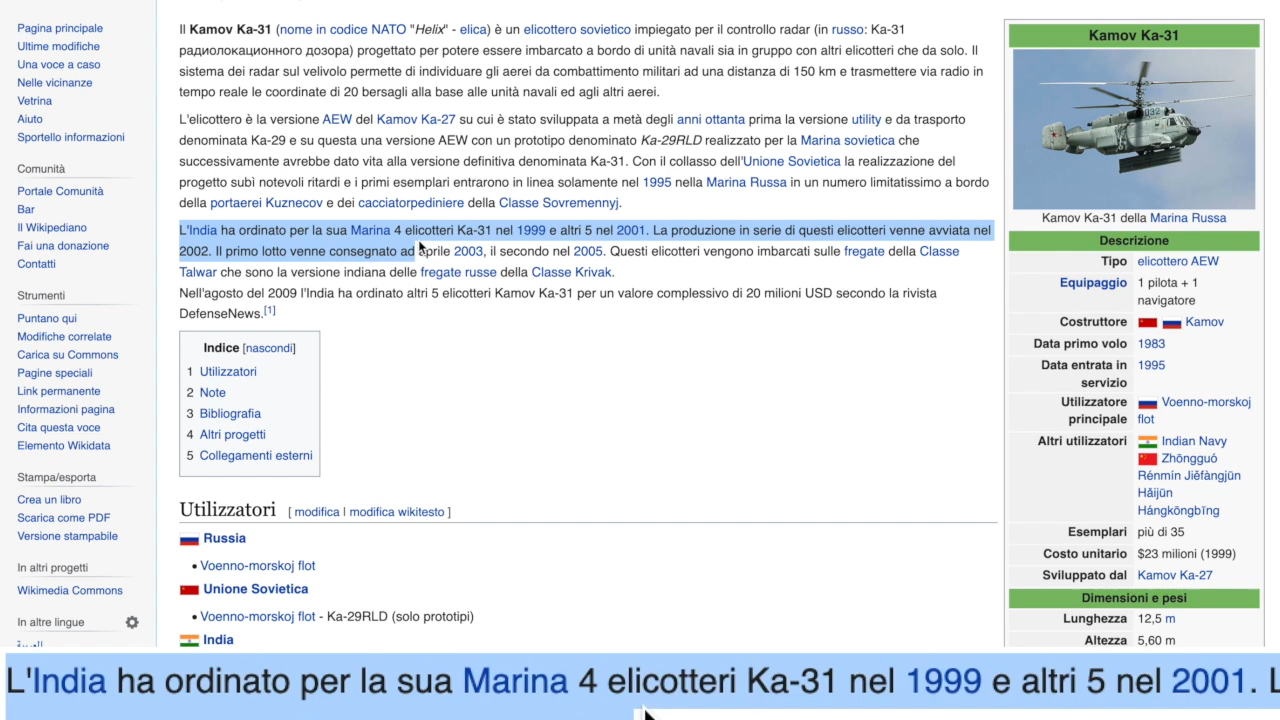 Pagina principale
Ultime modifiche
Una voce a caso
Nelle vicinanze
Vetrina
Aiuto
Sportello informazioni
Comunità
Portale Comunità
Bar
Il Wikipediano
Fai una donazione
Contatti
Strumenti
Puntano qui
Modifiche correlate
Carica su Commons
Pagine speciali
Link permanente
Informazioni pagina
Cita questa voce
Elemento Wikidata
Stampa/esporta
Crea un libro
Scarica come PDF
Versione stampabile
In altri progetti
Wikimedia Commons
In altre lingue
Il Kamov Ka-31 (nome in codice NATO "Helix" - elica) è un elicottero sovietico impiegato per il controllo radar (in russo: Ka-31
радиолокационного дозора) progettato per potere essere imbarcato a bordo di unità navali sia in gruppo con altri elicotteri che da solo. Il
sistema dei radar sul velivolo permette di individuare gli aerei da combattimento militari ad una distanza di 150 km e trasmettere via radio in
tempo reale le coordinate di 20 bersagli alla base alle unità navali ed agli altri aerei.
L'elicottero è la versione AEW del Kamov Ka-27 su cui è stato sviluppata a metà degli anni ottanta prima la versione utility e da trasporto
denominata Ka-29 e su questa una versione AEW con un prototipo denominato Ka-29RLD realizzato per la Marina sovietica che
successivamente avrebbe dato vita alla versione definitiva denominata Ka-31. Con il collasso dell'Unione Sovietica la realizzazione del
progetto subì notevoli ritardi e i primi esemplari entrarono in linea solamente nel 1995 nella Marina Russa in un numero limitatissimo a bordo
della portaerei Kuznecov e dei cacciatorpediniere della Classe Sovremennyj.
L'India ha ordinato per la sua Marina 4 elicotteri Ka-31 nel 1999 e altri 5 nel 2001. La produzione in serie di questi elicotteri venne avviata nel
2002. Il primo lotto venne consegnato ad aprile 2003, il secondo nel 2005. Questi elicotteri vengono imbarcati sulle fregate della Classe
Talwar che sono la versione indiana delle fregate russe della Classe Krivak.
Nell'agosto del 2009 l'India ha ordinato altri 5 elicotteri Kamov Ka-31 per un valore complessivo di 20 milioni USD secondo la rivista
DefenseNews.[1]
Indice [nascondi]
1 Utilizzatori
2 Note
3 Bibliografia
4 Altri progetti
5 Collegamenti esterni
Utilizzatori [ modifica | modifica wikitesto ]
Russia
• Voenno-morskoj flot
Unione Sovietica
• Voenno-morskoj flot - Ka-29RLD (solo prototipi)
India
Kamov Ka-31
Kamov Ka-31 della Marina Russa
Descrizione
Tipo elicottero AEW
Equipaggio 1 pilota + 1
navigatore
Costruttore Kamov
Data primo volo 1983
Data entrata in 1995
servizio
Utilizzatore Voenno-morskoj
principale flot
Altri utilizzatori Indian Navy
Zhōngguó
Rénmín Jiěfàngjūn
Hǎijūn
Hángkōngbīng
Esemplari più di 35
Costo unitario $23 milioni (1999)
Sviluppato dal Kamov Ka-27
Dimensioni e pesi
Lunghezza 12,5 m
Altezza 5,60 m
L'India ha ordinato per la sua Marina 4 elicotteri Ka-31 nel 1999 e altri 5 nel 2001. L